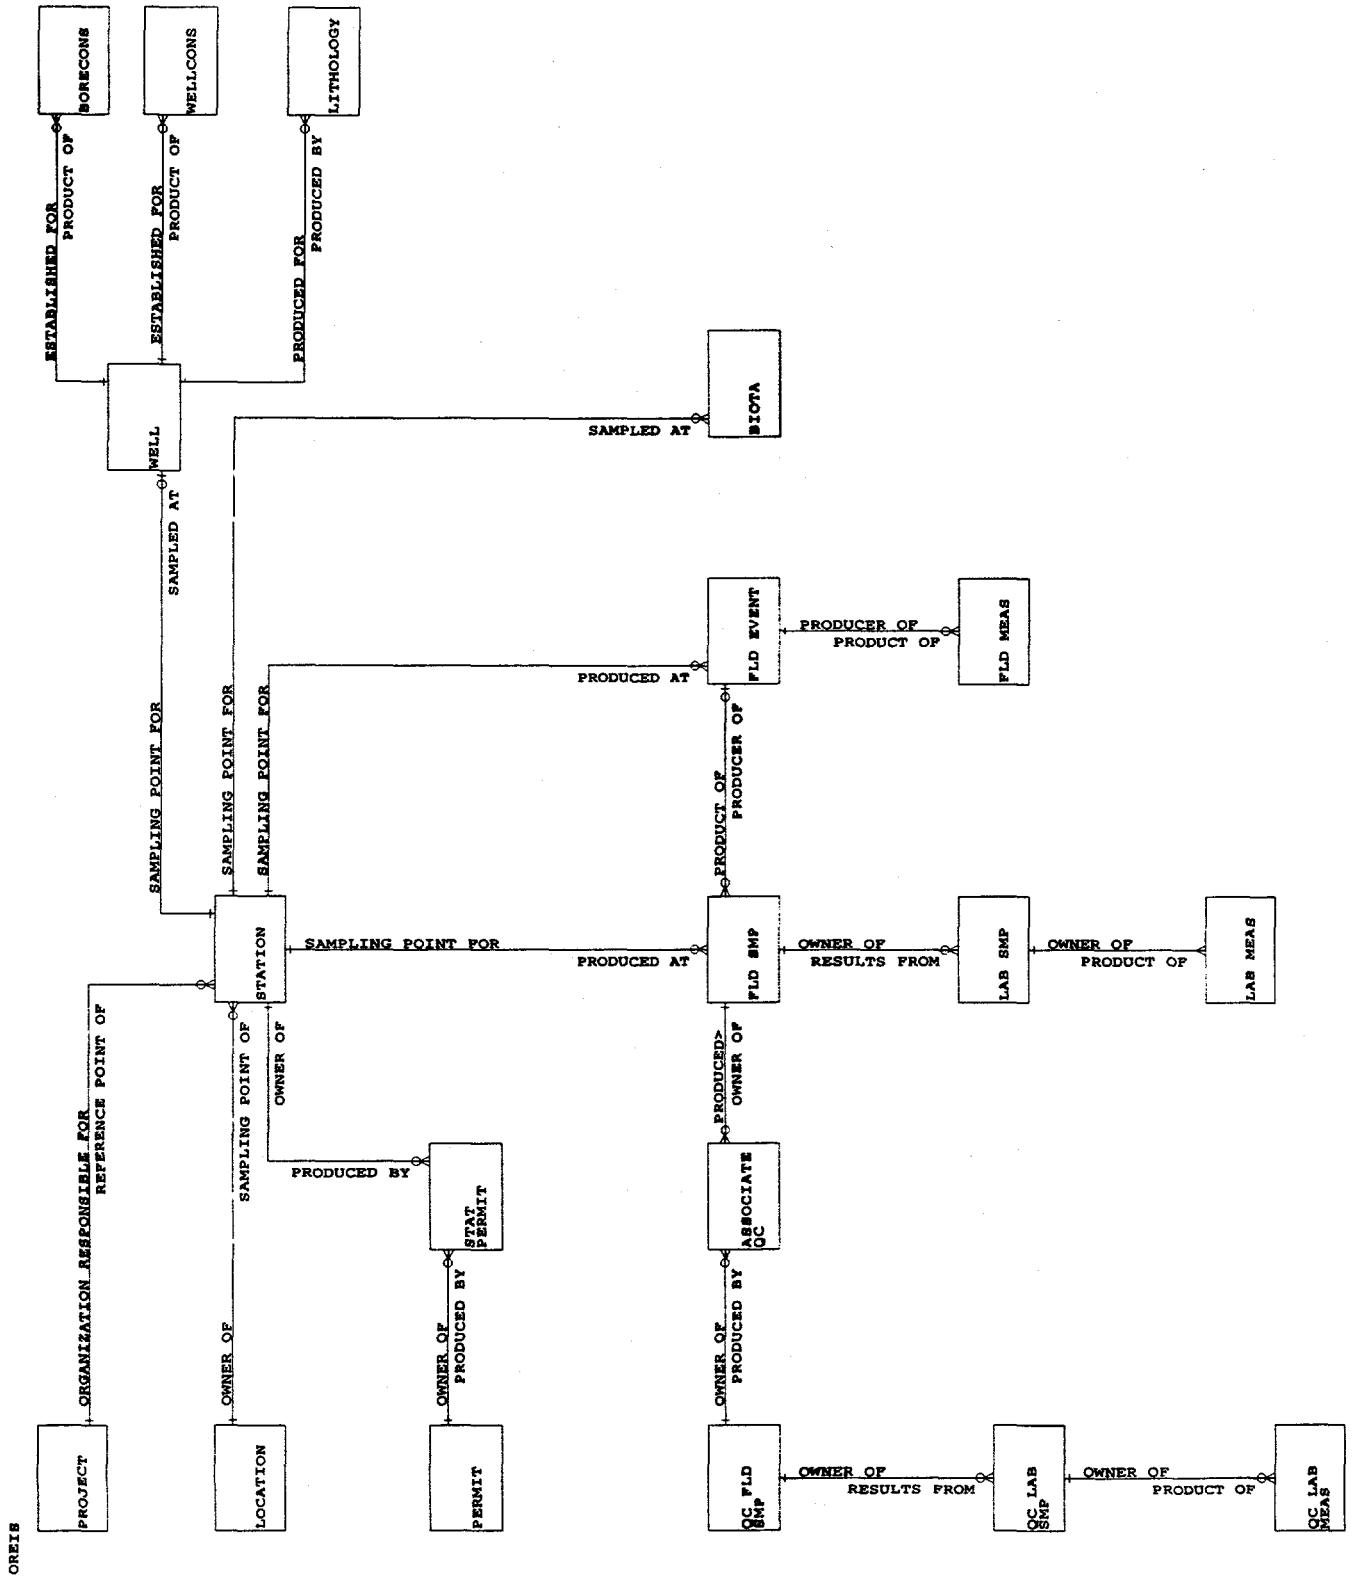 OREIS
PROJECT
ORGANIZATION RESPONSIBLE FOR
REFERENCE POINT OF
LOCATION
OWNER OF
SAMPLING POINT OF
PERMIT
OWNER OF
PRODUCED BY
STAT
PERMIT
PRODUCED BY
OWNER OF
STATION
SAMPLING POINT FOR
SAMPLED AT
WELL
ESTABLISHED FOR
PRODUCT OF
BORECONS
ESTABLISHED FOR
PRODUCT OF
WELLCONS
PRODUCED FOR
PRODUCED BY
LITHOLOGY
SAMPLING POINT FOR
SAMPLED AT
BIOTA
SAMPLING POINT FOR
PRODUCED AT
FLD EVENT
PRODUCER OF
PRODUCT OF
FLD MEAS
SAMPLING POINT FOR
PRODUCED AT
FLD SMP
PRODUCT OF
PRODUCER OF
OWNER OF
RESULTS FROM
LAB SMP
OWNER OF
PRODUCT OF
LAB MEAS
PRODUCED>
OWNER OF
ASSOCIATE
QC
OWNER OF
PRODUCED BY
QC FLD
SMP
OWNER OF
RESULTS FROM
QC LAB
SMP
OWNER OF
PRODUCT OF
QC LAB
MEAS